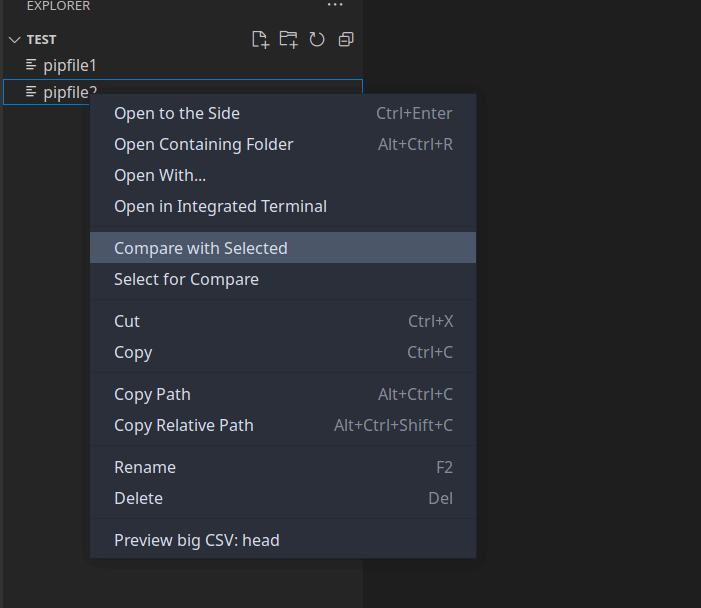 EXPLORER
TEST
pipfile1
pipfile2
Open to the Side Ctrl+Enter
Open Containing Folder Alt+Ctrl+R
Open With...
Open in Integrated Terminal
Compare with Selected
Select for Compare
Cut Ctrl+X
Copy Ctrl+C
Copy Path Alt+Ctrl+C
Copy Relative Path Alt+Ctrl+Shift+C
Rename F2
Delete Del
Preview big CSV: head